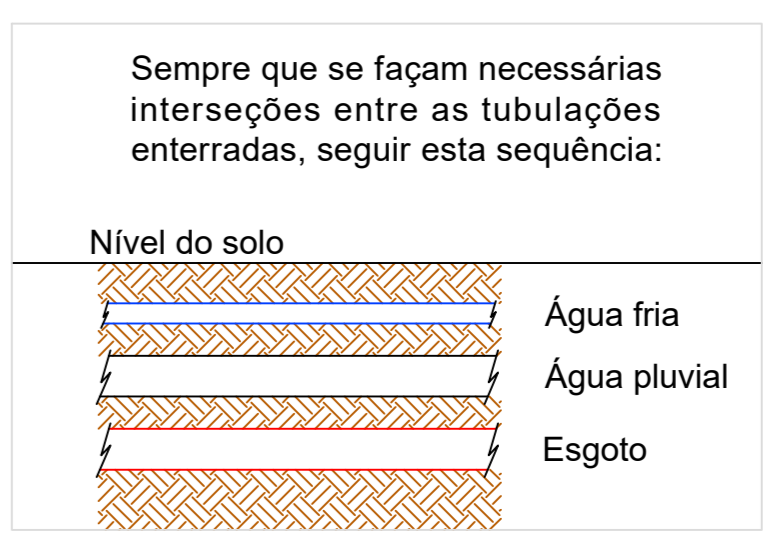 Sempre que se façam necessárias
interseções entre as tubulações
enterradas, seguir esta sequência:
Nível do solo
Água fria
Água pluvial
Esgoto